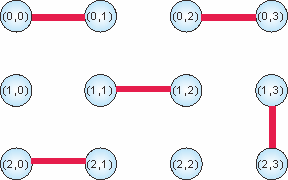 (0,0) (0,1) (0,2) (0,3)
(1,0) (1,1) (1,2) (1,3)
(2,0) (2,1) (2,2) (2,3)